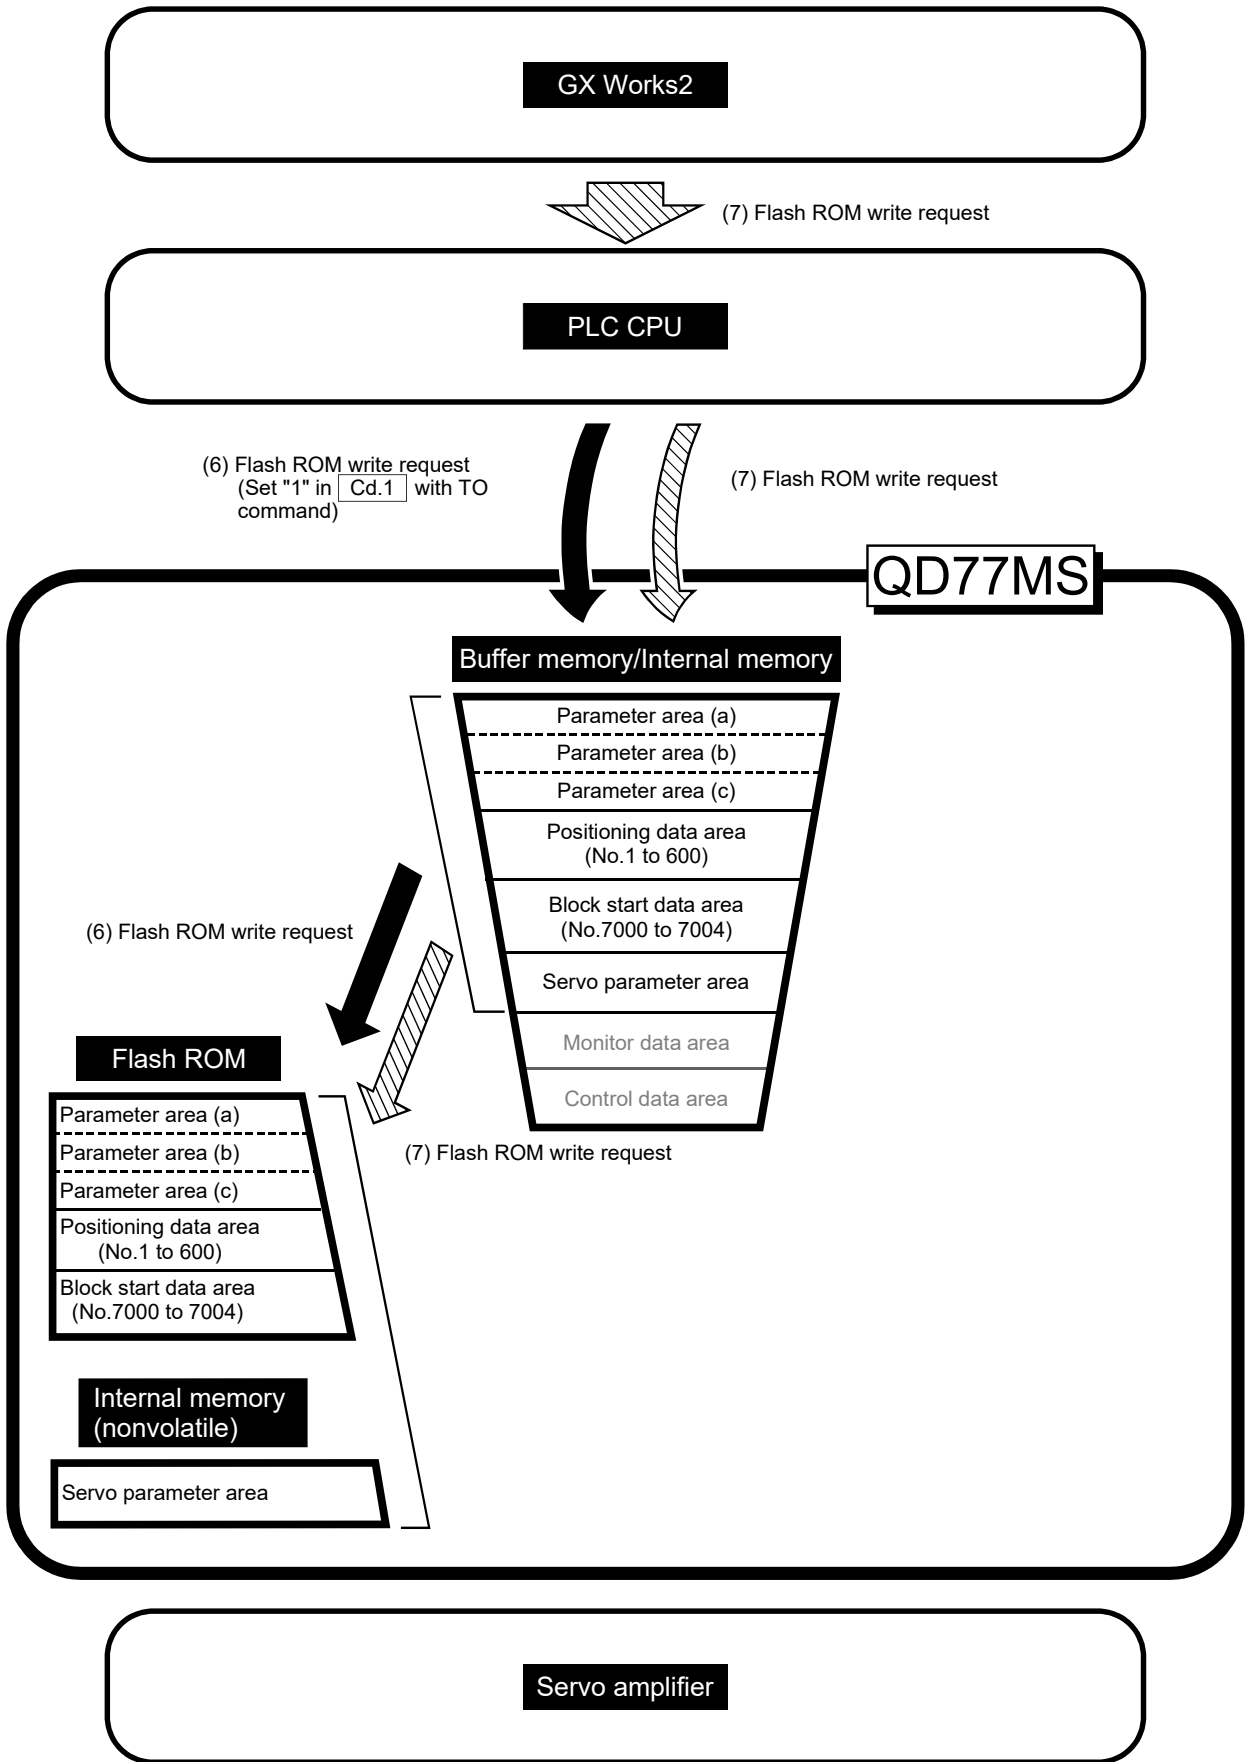 GX Works2
(7) Flash ROM write request
PLC CPU
(6) Flash ROM write request
(Set "1" in Cd.1 with TO
command)
(7) Flash ROM write request
QD77MS
Buffer memory/Internal memory
Parameter area (a)
Parameter area (b)
Parameter area (c)
Positioning data area
(No.1 to 600)
Block start data area
(No.7000 to 7004)
Servo parameter area
Monitor data area
Control data area
(6) Flash ROM write request
(7) Flash ROM write request
Flash ROM
Parameter area (a)
Parameter area (b)
Parameter area (c)
Positioning data area
(No.1 to 600)
Block start data area
(No.7000 to 7004)
Internal memory
(nonvolatile)
Servo parameter area
Servo amplifier